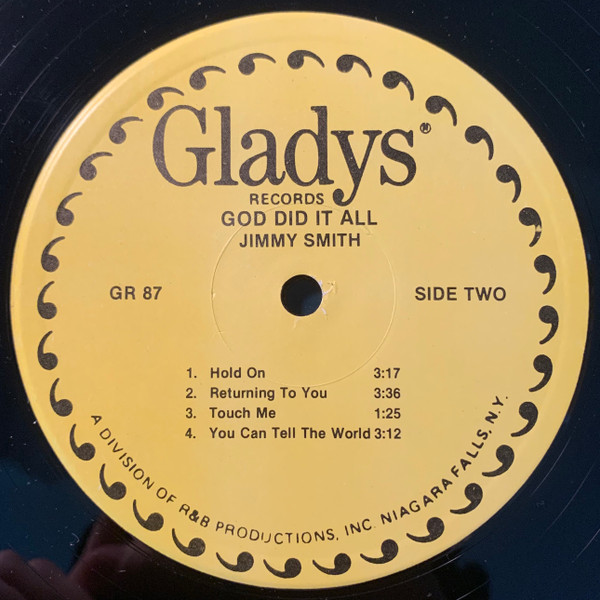 Gladys®
RECORDS
GOD DID IT ALL
JIMMY SMITH
GR 87
SIDE TWO
1. Hold On 3:17
2. Returning To You 3:36
3. Touch Me 1:25
4. You Can Tell The World 3:12
A DIVISION OF R&B PRODUCTIONS, INC. NIAGARA FALLS, N.Y.